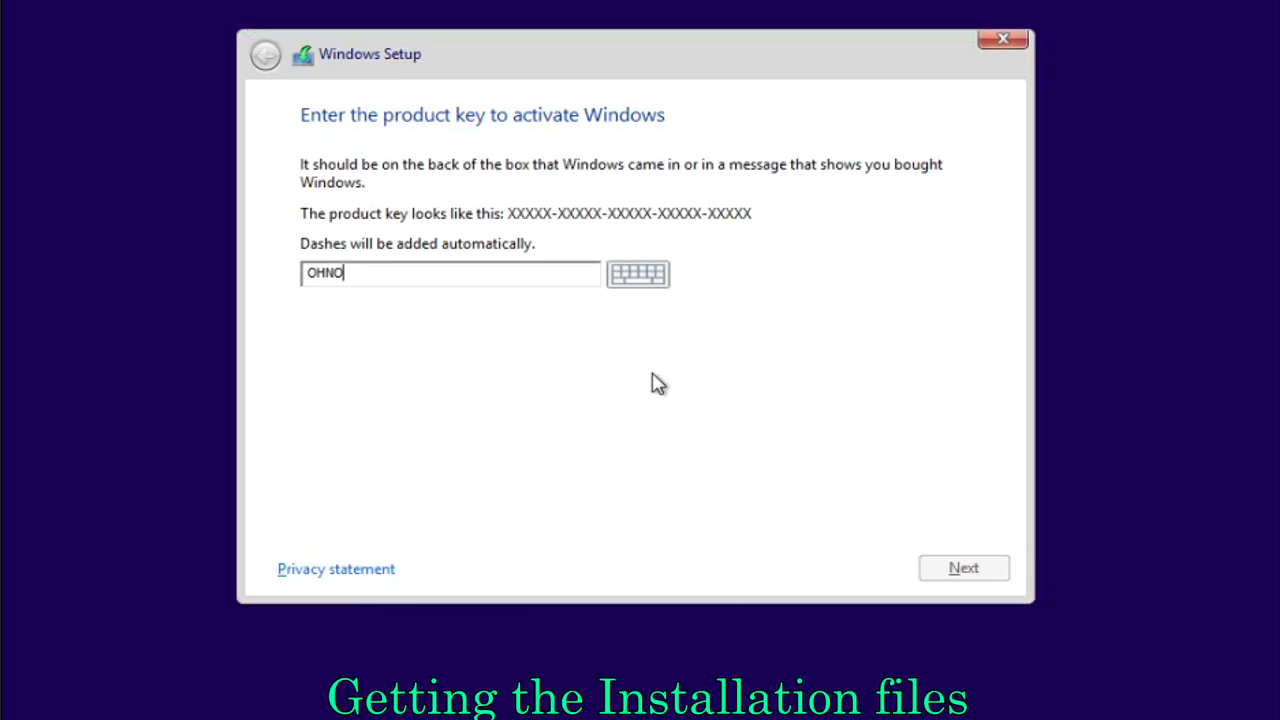 Windows Setup
Enter the product key to activate Windows
It should be on the back of the box that Windows came in or in a message that shows you bought
Windows.
The product key looks like this: XXXXX-XXXXX-XXXXX-XXXXX-XXXXX
Dashes will be added automatically.
OHNO
Privacy statement
Next
Getting the Installation files